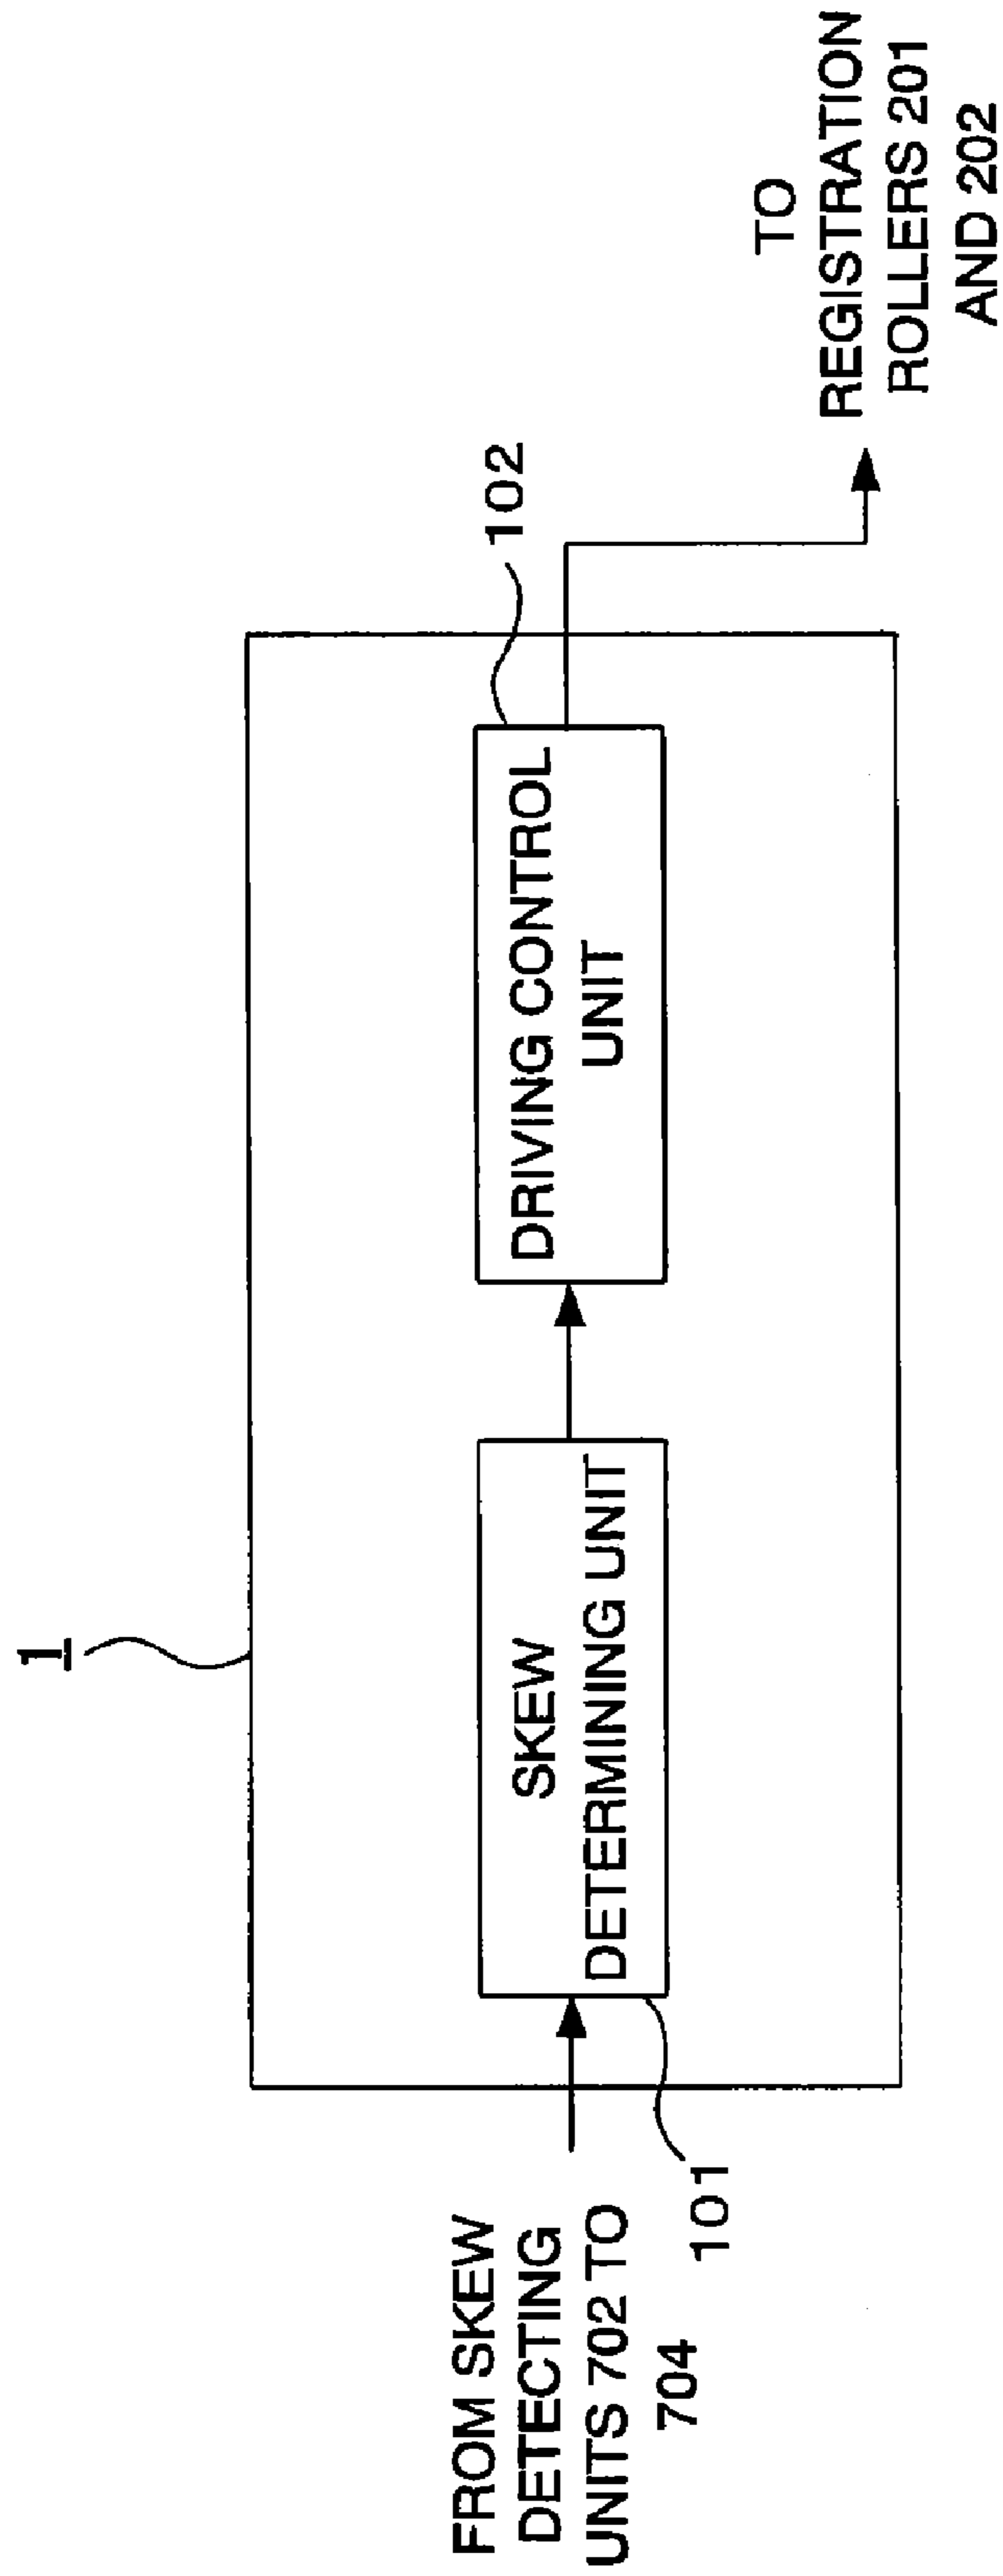 1
FROM SKEW
DETECTING
UNITS 702 TO
704
101
SKEW
DETERMINING UNIT
DRIVING CONTROL
UNIT
102
TO
REGISTRATION
ROLLERS 201
AND 202